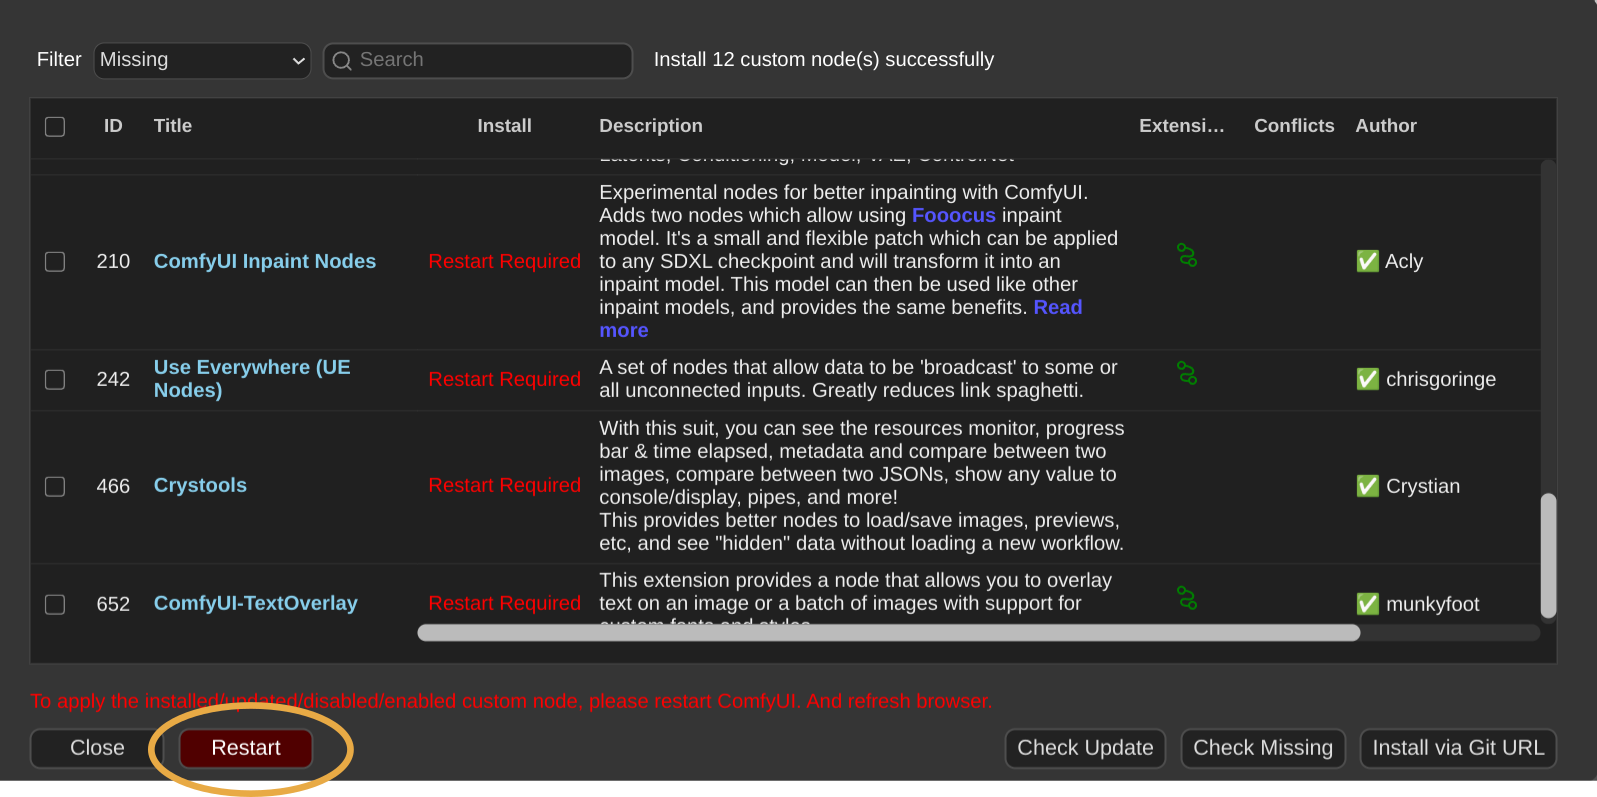 Filter Missing Search Install 12 custom node(s) successfully
ID Title Install Description Extensi... Conflicts Author
Latents, Conditioning, Model, VAE, ControlNet
Experimental nodes for better inpainting with ComfyUI.
Adds two nodes which allow using Fooocus inpaint
model. It's a small and flexible patch which can be applied
210 ComfyUI Inpaint Nodes Restart Required to any SDXL checkpoint and will transform it into an ✅ Acly
inpaint model. This model can then be used like other
inpaint models, and provides the same benefits. Read
more
Use Everywhere (UE
Nodes)
242 Restart Required
A set of nodes that allow data to be 'broadcast' to some or
all unconnected inputs. Greatly reduces link spaghetti.
✅ chrisgoringe
With this suit, you can see the resources monitor, progress
bar & time elapsed, metadata and compare between two
images, compare between two JSONs, show any value to
466 Crystools Restart Required console/display, pipes, and more! ✅ Crystian
This provides better nodes to load/save images, previews,
etc, and see "hidden" data without loading a new workflow.
This extension provides a node that allows you to overlay
652 ComfyUI-TextOverlay Restart Required text on an image or a batch of images with support for ✅ munkyfoot
custom fonts and styles.
To apply the installed/updated/disabled/enabled custom node, please restart ComfyUI. And refresh browser.
Close Restart Check Update Check Missing Install via Git URL